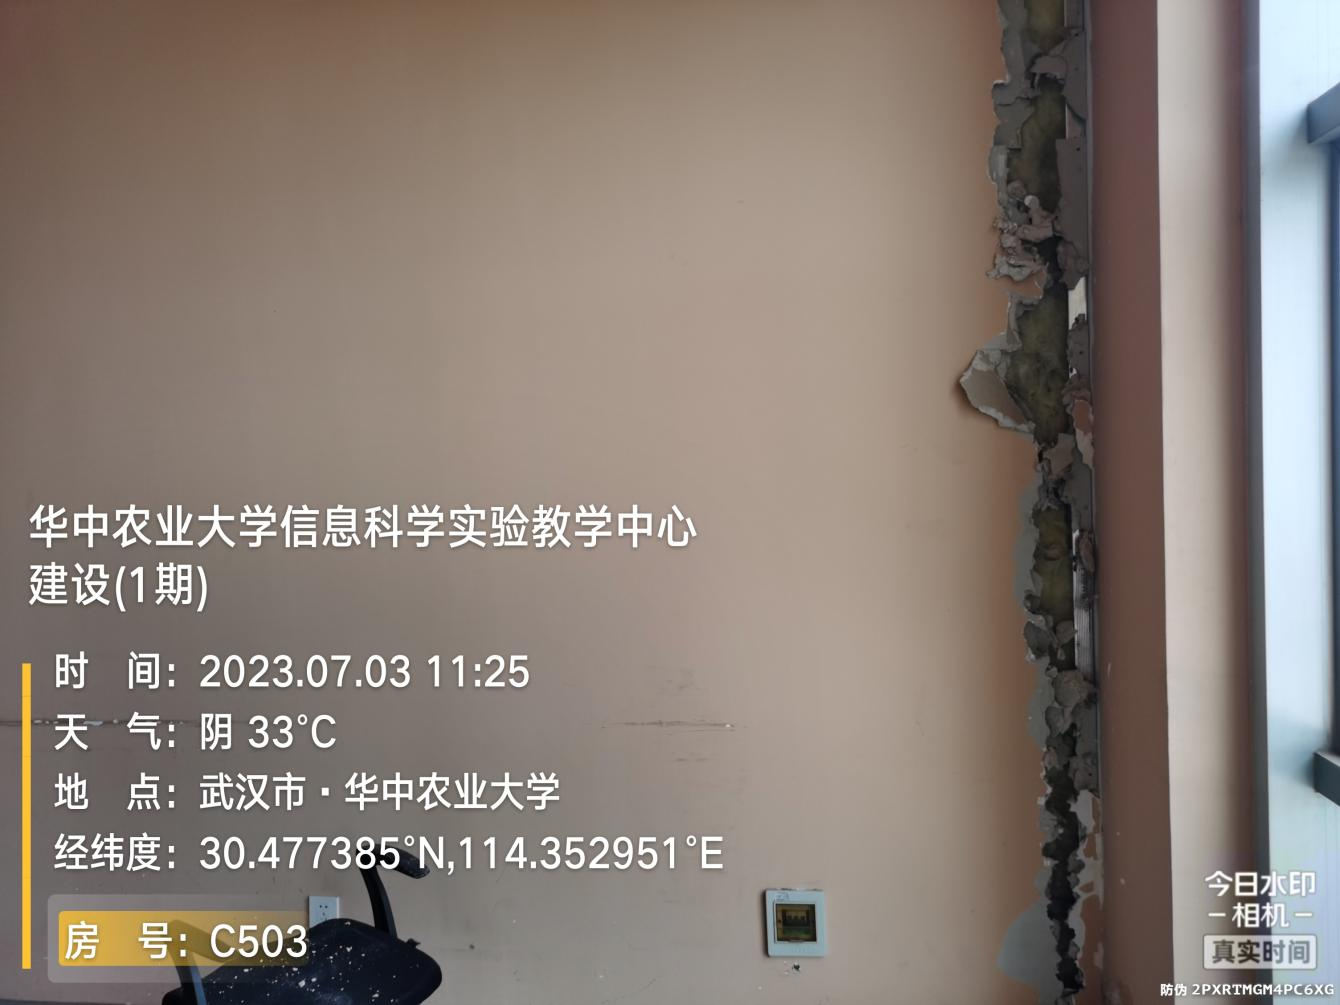 华中农业大学信息科学实验教学中心
建设(1期)
时 间：2023.07.03 11:25
天 气：阴 33°C
地 点：武汉市·华中农业大学
经纬度：30.477385°N,114.352951°E
房 号：C503
今日水印
-相机-
真实时间
防伪 2PXRTMGM4PC6XG